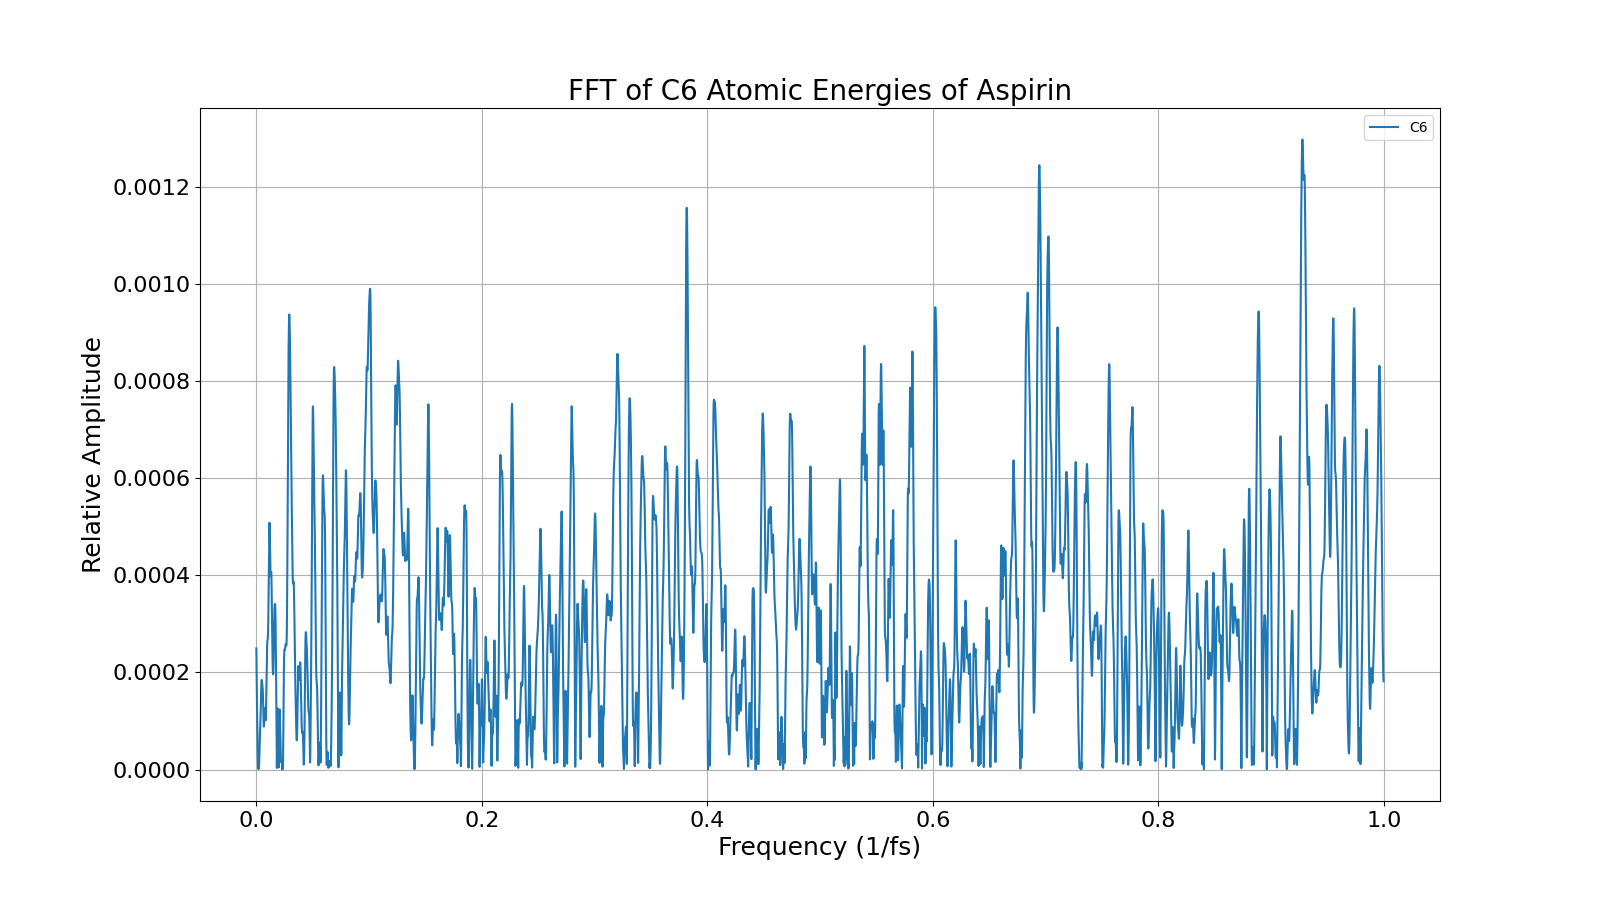 FFT of C6 Atomic Energies of Aspirin
C6
Relative Amplitude
0.0012
0.0010
0.0008
0.0006
0.0004
0.0002
0.0000
0.0 0.2 0.4 0.6 0.8 1.0
Frequency (1/fs)